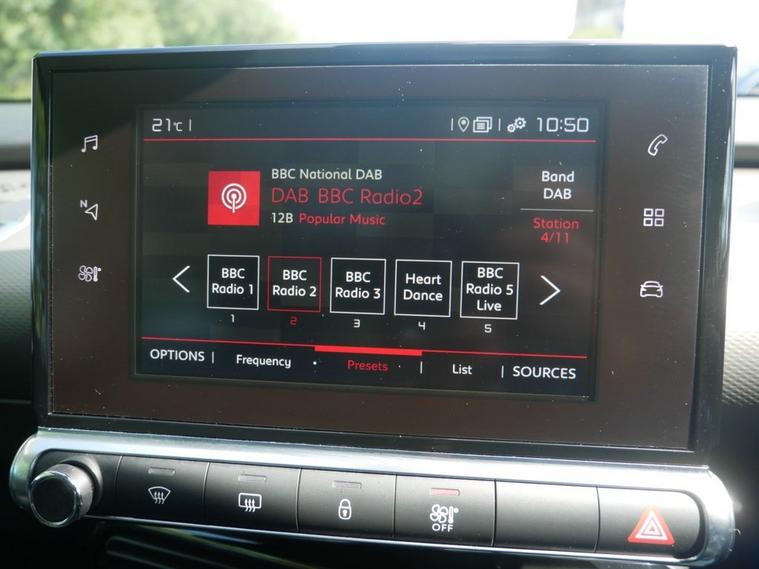 21°C
10:50
BBC National DAB
DAB BBC Radio2
12B Popular Music
Band
DAB
Station
4/11
BBC
Radio 1
BBC
Radio 2
BBC
Radio 3
Heart
Dance
BBC
Radio 5
Live
1
2
3
4
5
OPTIONS
Frequency
Presets
List
SOURCES
N
OFF